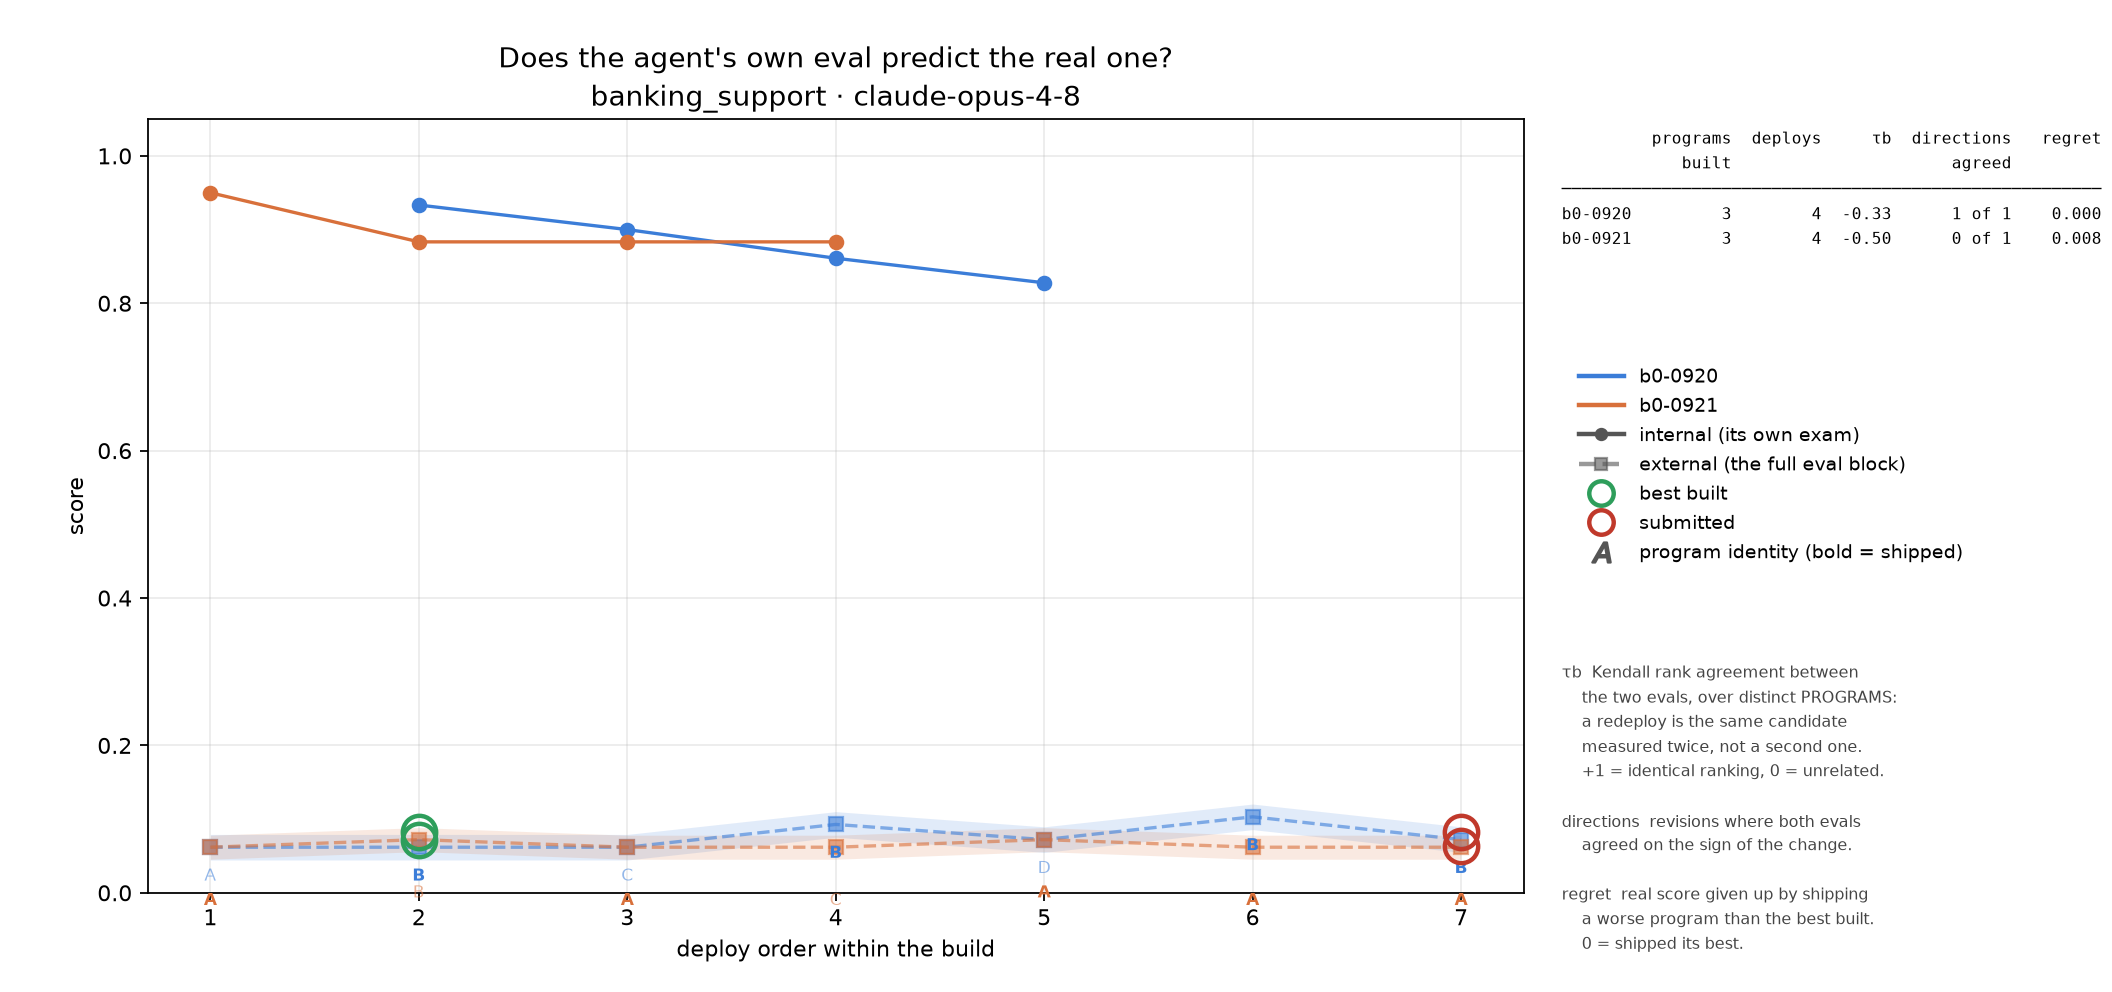 Does the agent's own eval predict the real one?
banking_support · claude-opus-4-8
score
1.0
0.8
0.6
0.4
0.2
0.0
A B C B D B B
A B A C A A A
1 2 3 4 5 6 7
deploy order within the build
programs deploys τb directions regret
built agreed
b0-0920 3 4 -0.33 1 of 1 0.000
b0-0921 3 4 -0.50 0 of 1 0.008
b0-0920
b0-0921
internal (its own exam)
external (the full eval block)
best built
submitted
A program identity (bold = shipped)
τb Kendall rank agreement between
the two evals, over distinct PROGRAMS:
a redeploy is the same candidate
measured twice, not a second one.
+1 = identical ranking, 0 = unrelated.
directions revisions where both evals
agreed on the sign of the change.
regret real score given up by shipping
a worse program than the best built.
0 = shipped its best.